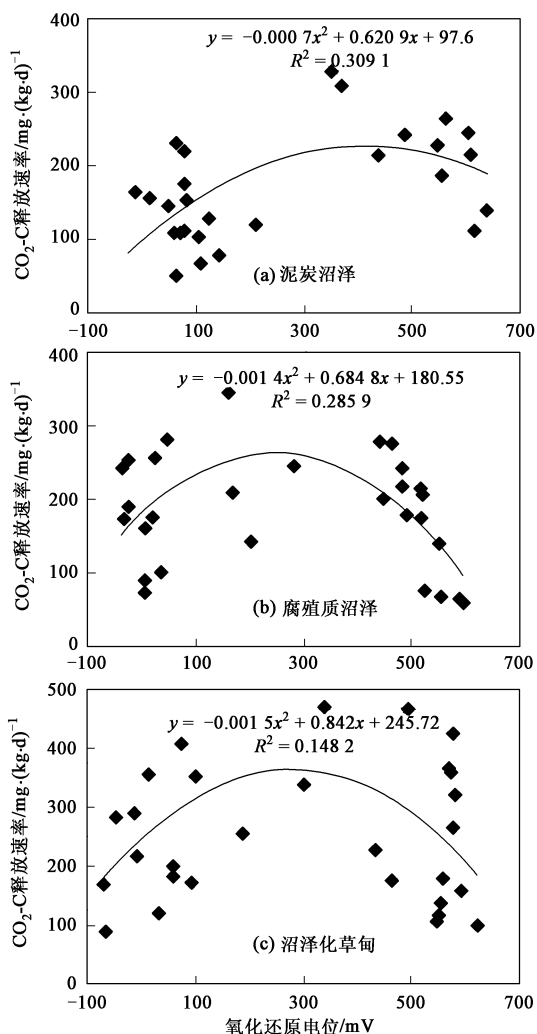 400
300
200
100
0
CO₂-C释放速率/mg·(kg·d)⁻¹
y = −0.000 7x² + 0.620 9x + 97.6
R² = 0.309 1
(a) 泥炭沼泽
−100 100 300 500 700
400
300
200
100
0
CO₂-C释放速率/mg·(kg·d)⁻¹
y = −0.001 4x² + 0.684 8x + 180.55
R² = 0.285 9
(b) 腐殖质沼泽
−100 100 300 500 700
500
400
300
200
100
0
CO₂-C释放速率/mg·(kg·d)⁻¹
y = −0.001 5x² + 0.842x + 245.72
R² = 0.148 2
(c) 沼泽化草甸
−100 100 300 500 700
氧化还原电位/mV